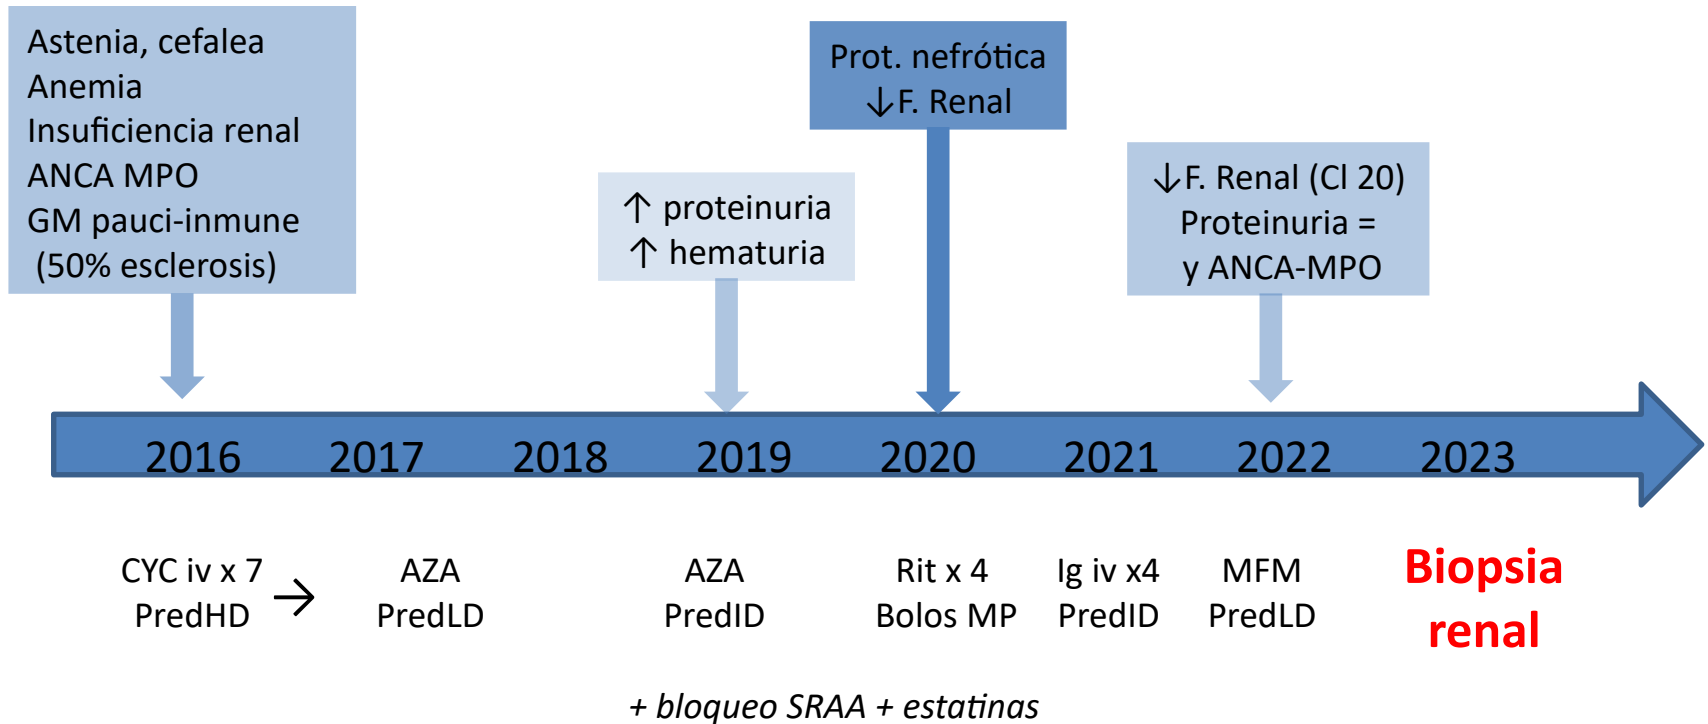 Astenia, cefalea
Anemia
Insuficiencia renal
ANCA MPO
GM pauci-inmune
(50% esclerosis)
↑ proteinuria
↑ hematuria
Prot. nefrótica
↓F. Renal
↓F. Renal (Cl 20)
Proteinuria =
y ANCA-MPO
2016 2017 2018 2019 2020 2021 2022 2023
CYC iv x 7
PredHD →
AZA
PredLD
AZA
PredID
Rit x 4
Bolos MP
Ig iv x4
PredID
MFM
PredLD
Biopsia
renal
+ bloqueo SRAA + estatinas